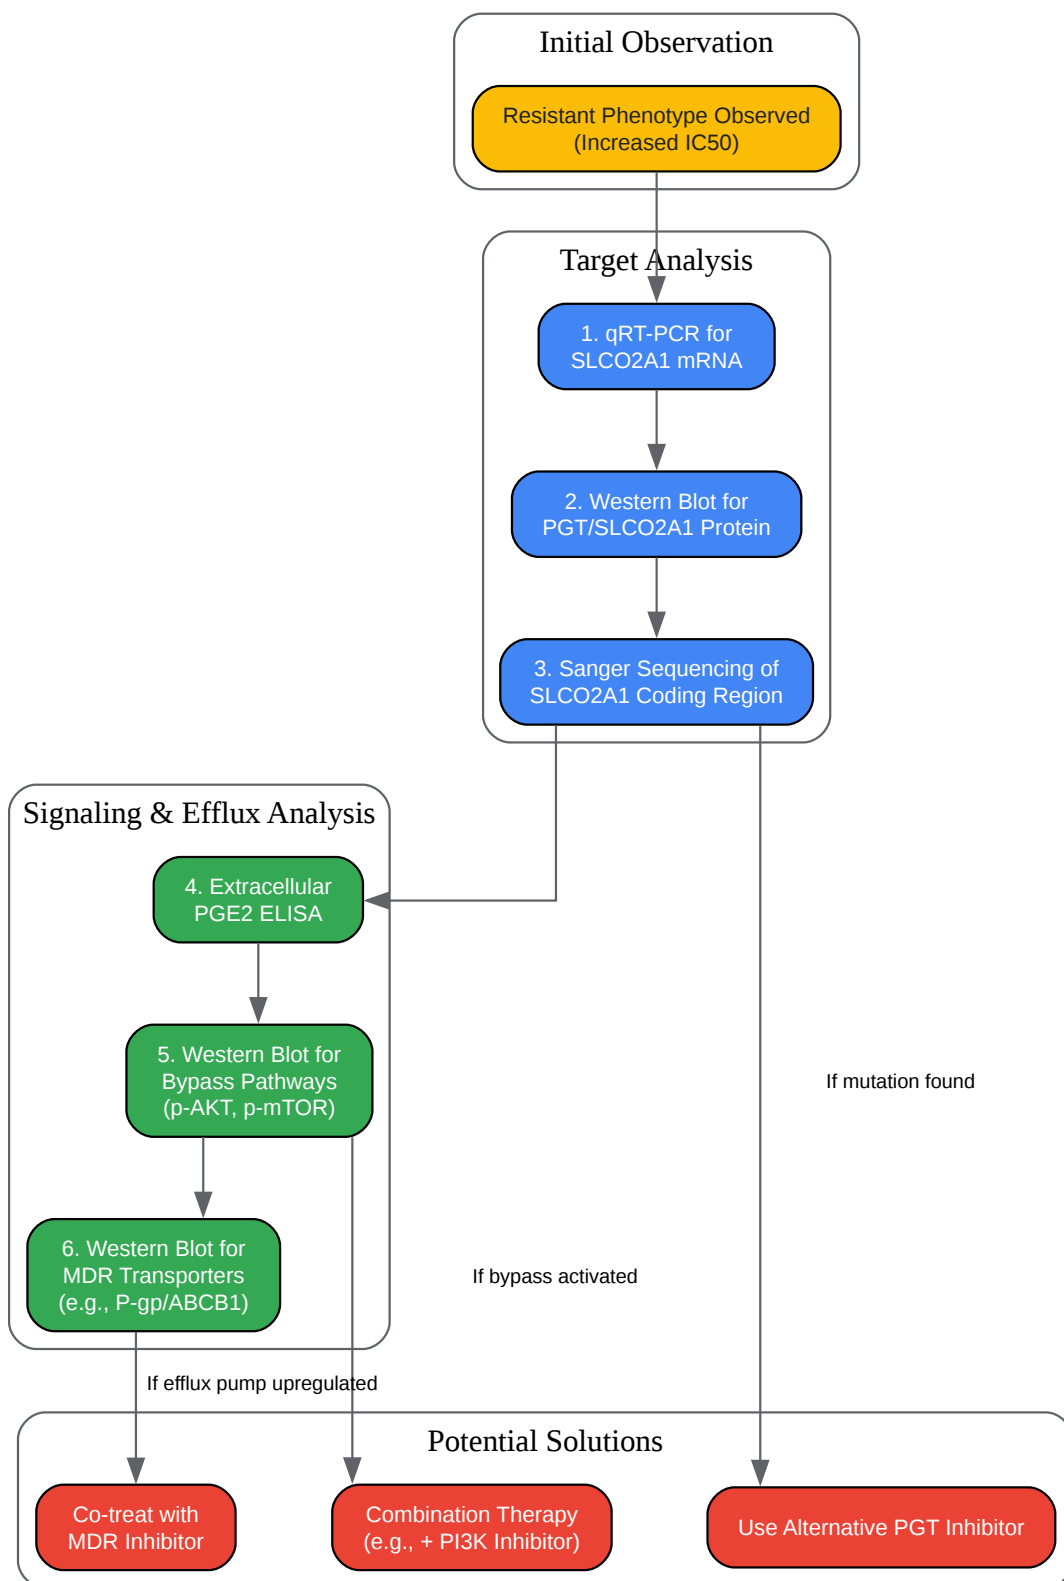 Initial Observation
Resistant Phenotype Observed
(Increased IC50)
Target Analysis
1. qRT-PCR for
SLCO2A1 mRNA
2. Western Blot for
PGT/SLCO2A1 Protein
3. Sanger Sequencing of
SLCO2A1 Coding Region
Signaling & Efflux Analysis
4. Extracellular
PGE2 ELISA
5. Western Blot for
Bypass Pathways
(p-AKT, p-mTOR)
If mutation found
6. Western Blot for
MDR Transporters
(e.g., P-gp/ABCB1)
If bypass activated
If efflux pump upregulated
Potential Solutions
Co-treat with
MDR Inhibitor
Combination Therapy
(e.g., + PI3K Inhibitor)
Use Alternative PGT Inhibitor